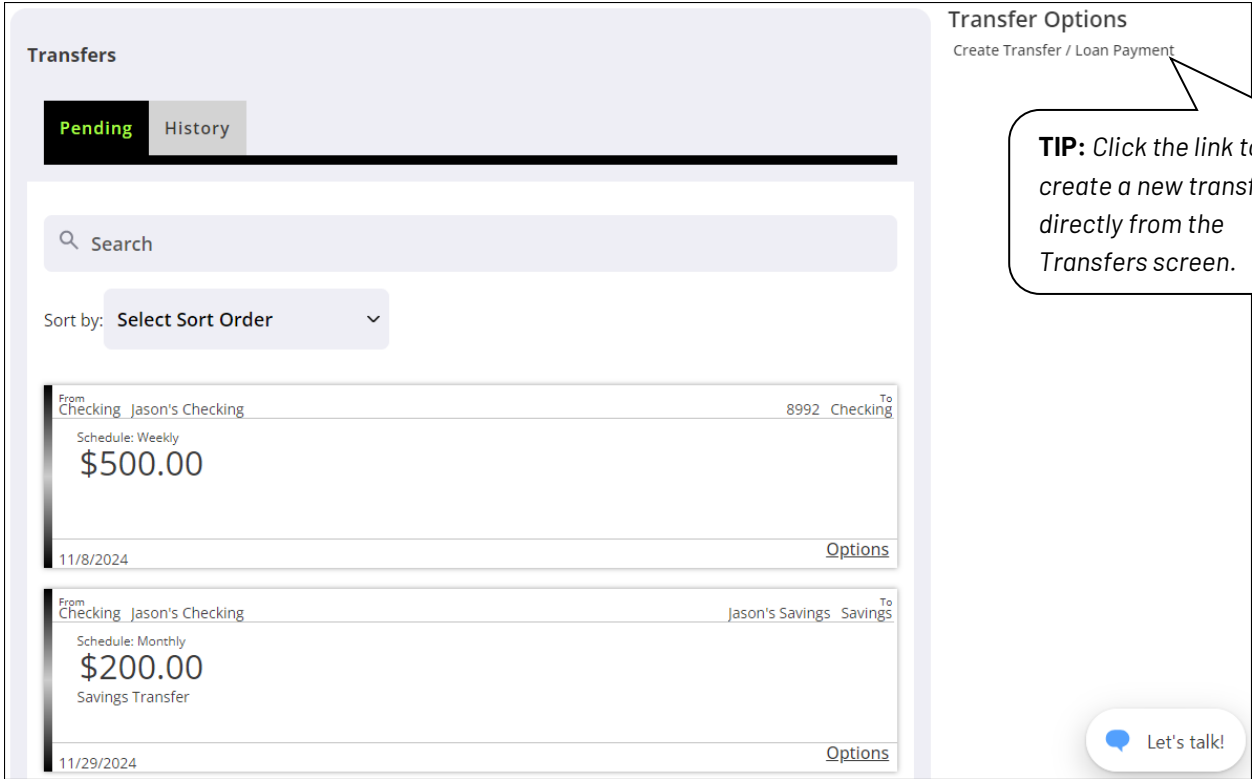 Transfers
Pending History
Search
Sort by: Select Sort Order
From To
Checking Jason's Checking 8992 Checking
Schedule: Weekly
$500.00
11/8/2024 Options
From To
Checking Jason's Checking Jason's Savings Savings
Schedule: Monthly
$200.00
Savings Transfer
11/29/2024 Options
Transfer Options
Create Transfer / Loan Payment
TIP: Click the link
create a new
directly from the
Transfers screen.
Let's talk!